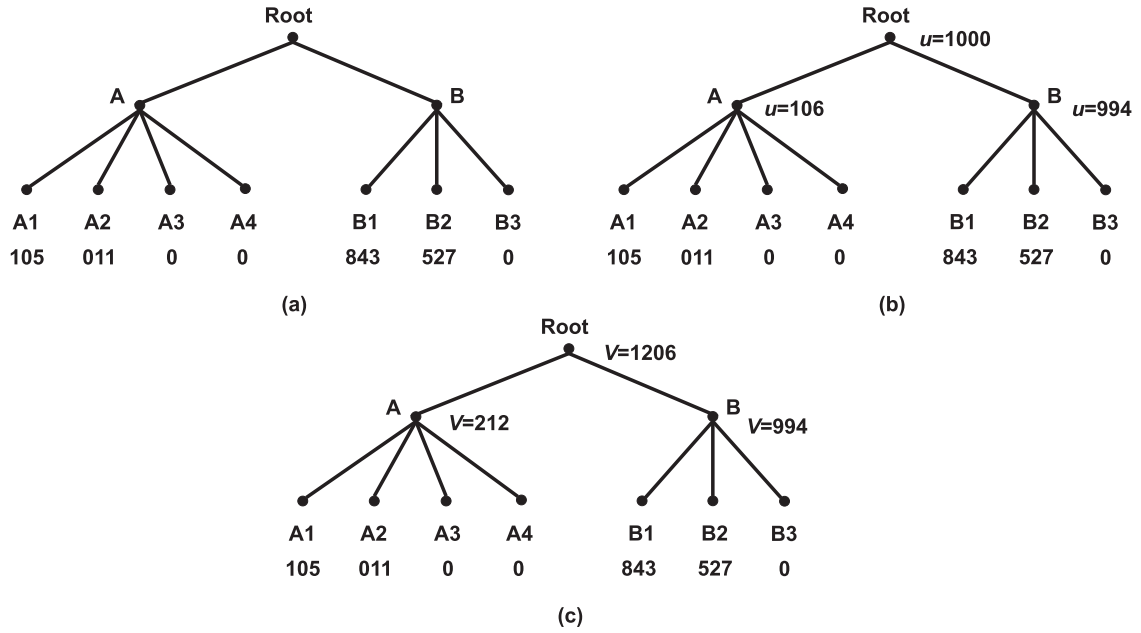 Root
u=1000
A
u=106
B
u=994
A1 A2 A3 A4 B1 B2 B3
105 011 0 0 843 527 0
(b)
Root
A
B
A1 A2 A3 A4 B1 B2 B3
105 011 0 0 843 527 0
(a)
Root
V=1206
A
V=212
B
V=994
A1 A2 A3 A4 B1 B2 B3
105 011 0 0 843 527 0
(c)